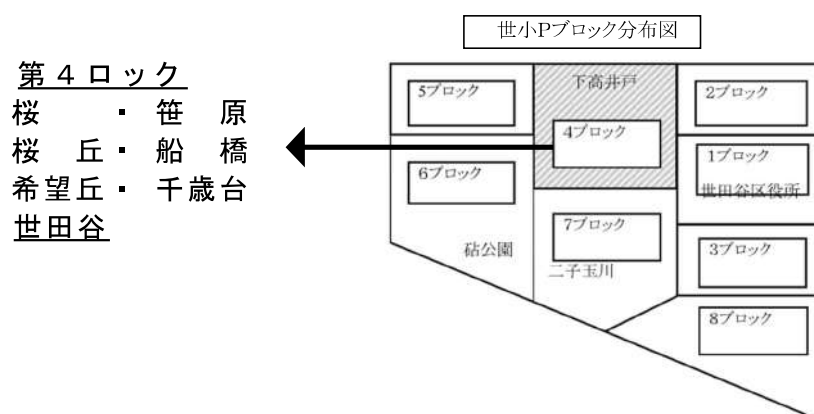 世小Pブロック分布図
第４ロック
桜　・笹　原
桜　丘・船　橋
希望丘・千歳台
世田谷
下高井戸
5ブロック
2ブロック
4ブロック
1ブロック
6ブロック
世田谷区役所
7ブロック
砧公園
二子玉川
3ブロック
8ブロック